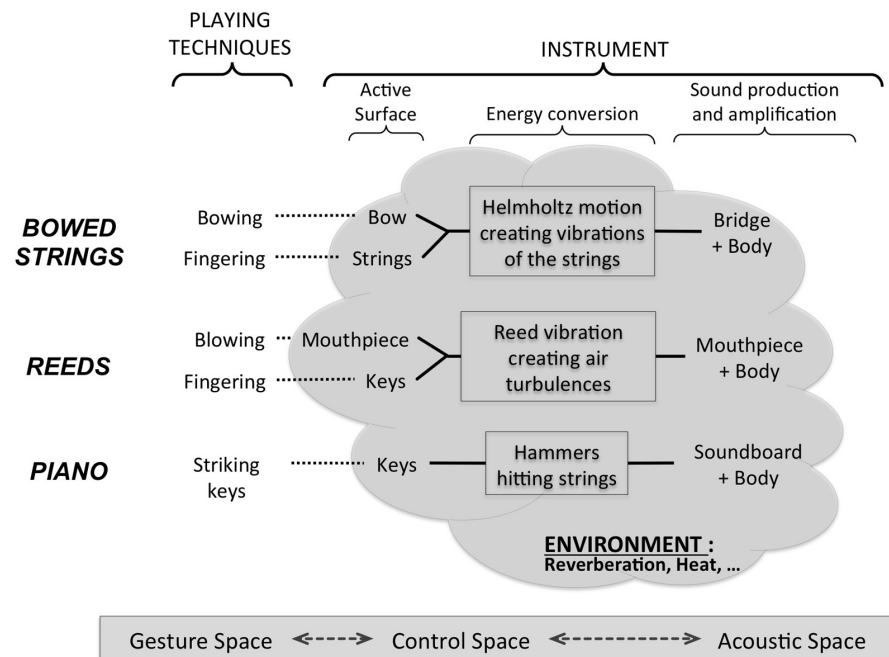 PLAYING
TECHNIQUES
INSTRUMENT
Active
Surface
Energy conversion
Sound production
and amplification
BOWED
STRINGS
Bowing
Fingering
Bow
Strings
Helmholtz motion
creating vibrations
of the strings
Bridge
+ Body
REEDS
Blowing
Fingering
Mouthpiece
Keys
Reed vibration
creating air
turbulences
Mouthpiece
+ Body
PIANO
Striking
keys
Keys
Hammers
hitting strings
Soundboard
+ Body
ENVIRONMENT :
Reverberation, Heat, ...
Gesture Space Control Space Acoustic Space